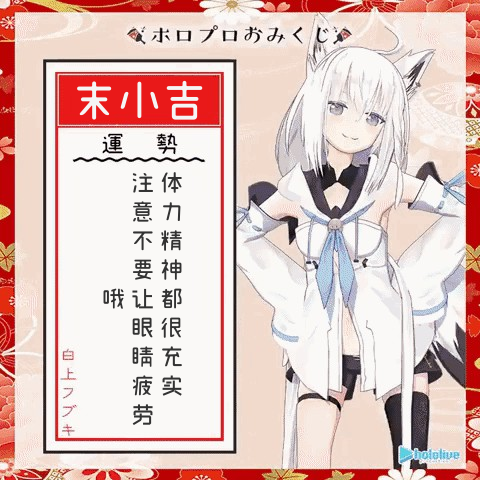 ホロプロおみくじ
末小吉
運勢
体力精神都很充实
注意不要让眼睛疲劳
哦
白上フブキ
hololive